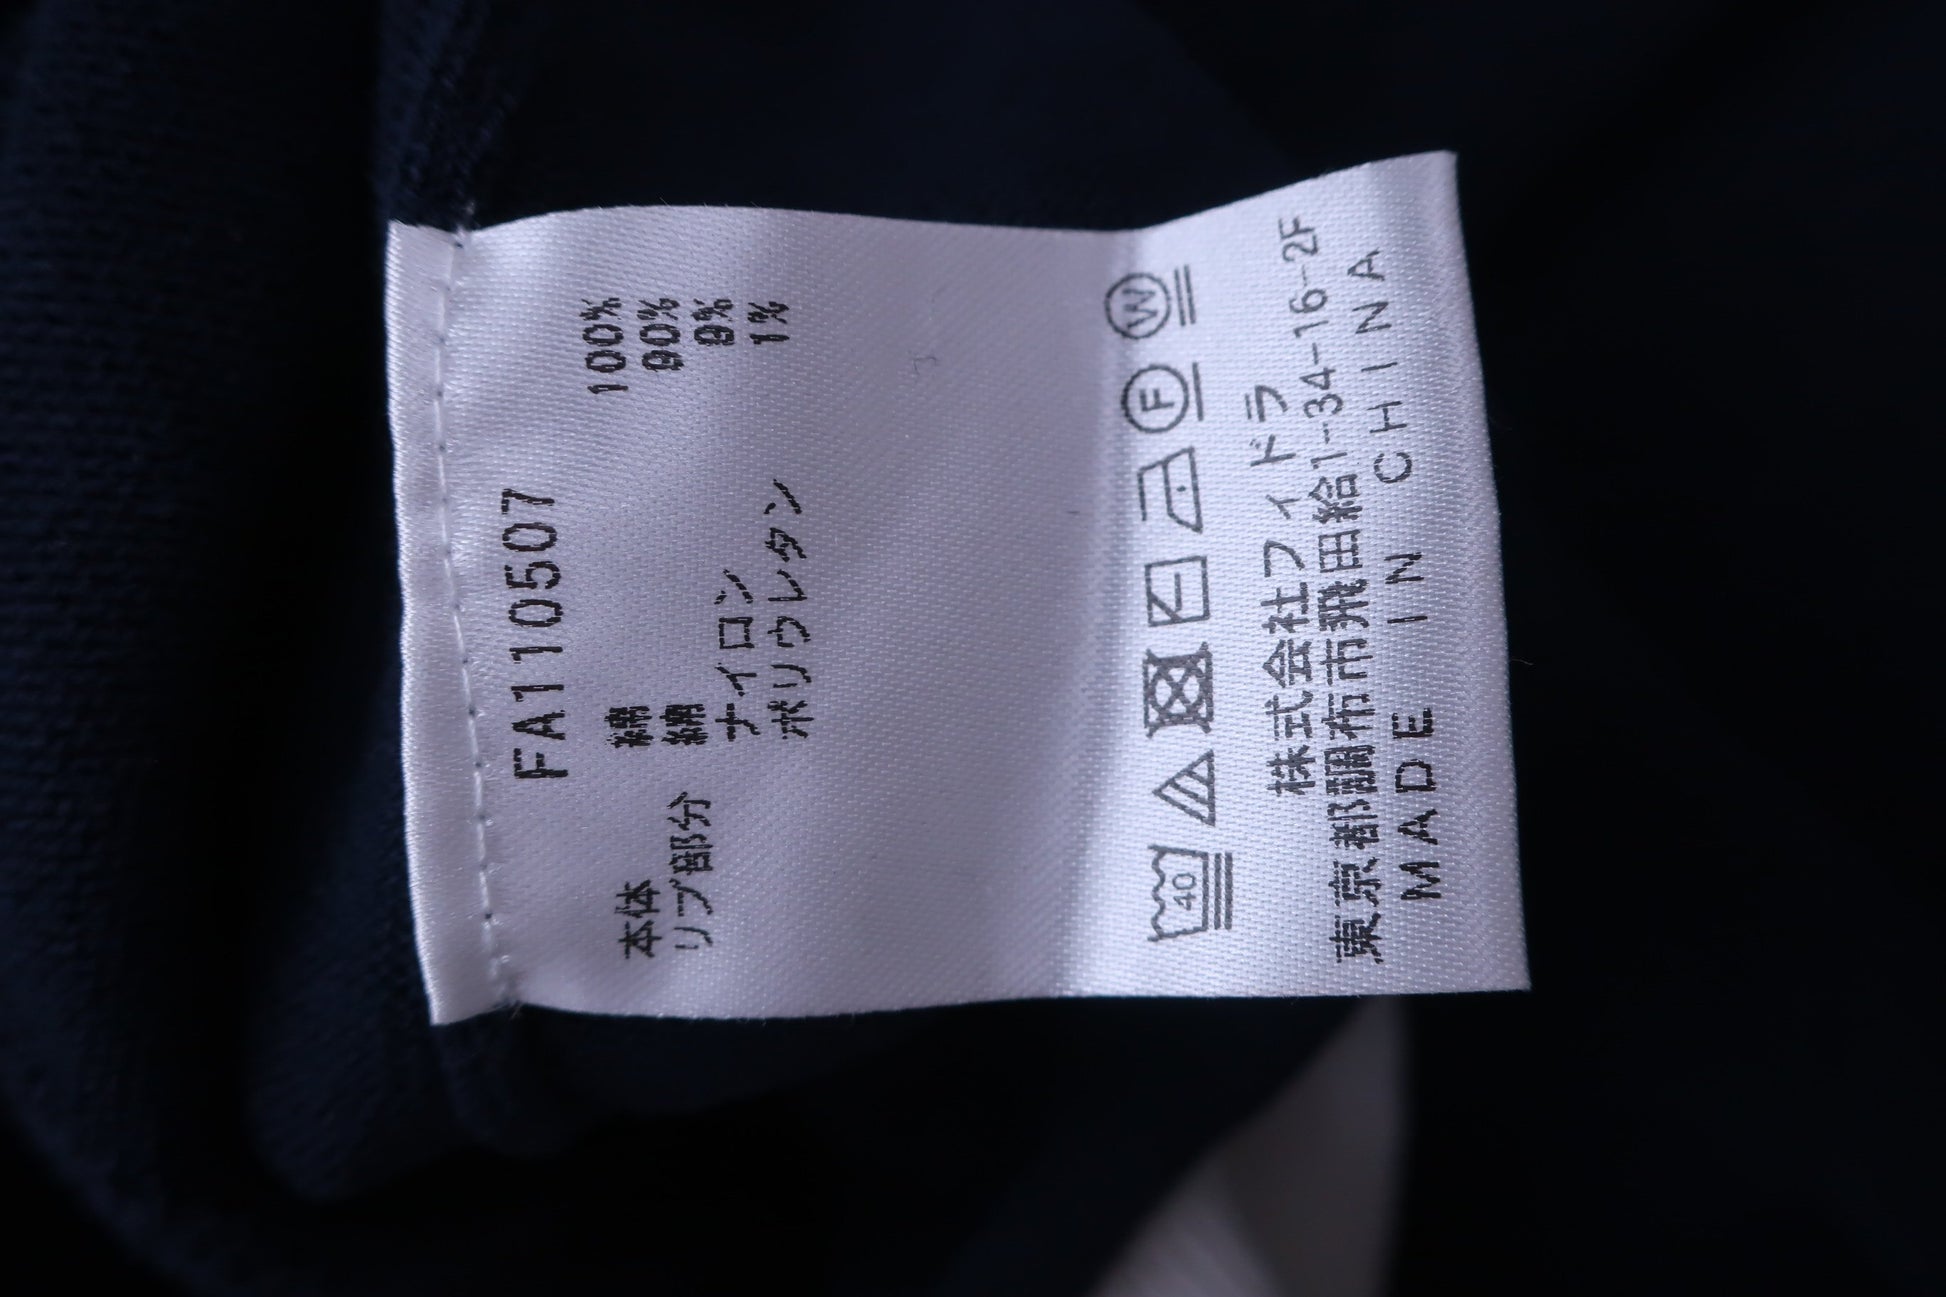 FA110507
本体 綿 100%
リブ部分 綿 90%
ナイロン 9%
ポリウレタン 1%
40 F W
株式会社フィドラ
東京都調布市飛田給1-34-16-2F
MADE IN CHINA